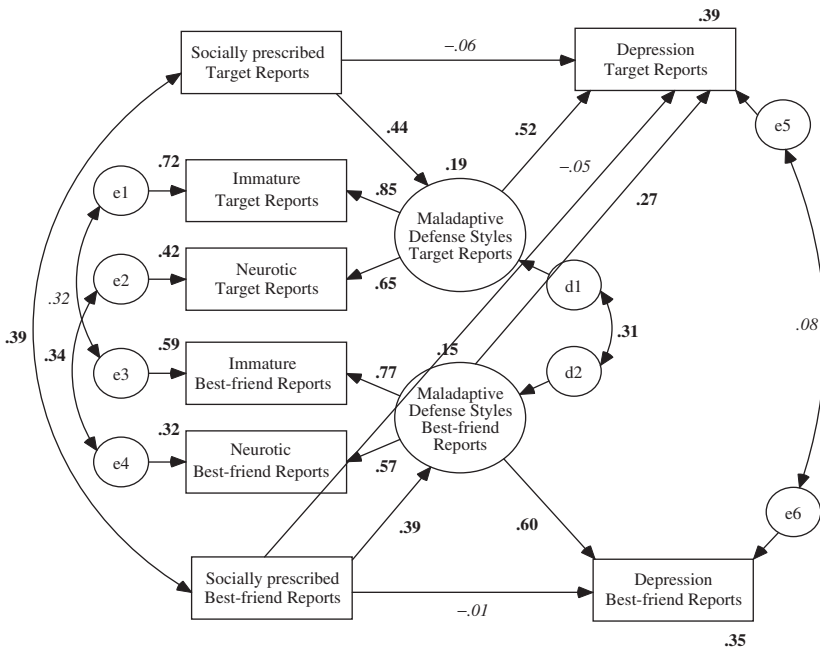 .39
Socially prescribed
Target Reports
–.06
Depression
Target Reports
e5
.44
.52
–.05
.72
.19
e1
Immature
Target Reports
.85
Maladaptive
Defense Styles
Target Reports
.27
.42
e2
Neurotic
Target Reports
.65
d1
.32
.39
.34
.31
.08
.59
.15
e3
Immature
Best-friend Reports
.77
d2
Maladaptive
Defense Styles
Best-friend
Reports
.32
e4
Neurotic
Best-friend Reports
.57
.39
.60
e6
Socially prescribed
Best-friend Reports
–.01
Depression
Best-friend Reports
.35